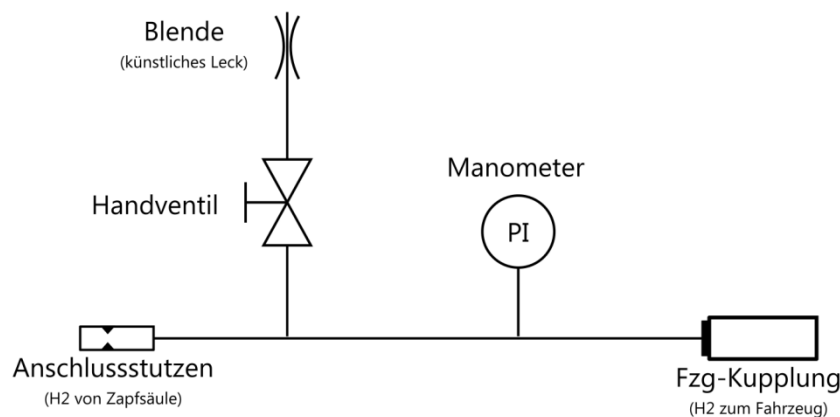 Blende
(künstliches Leck)
Manometer
Handventil
PI
Anschlussstutzen
(H2 von Zapfsäule)
Fzg-Kupplung
(H2 zum Fahrzeug)